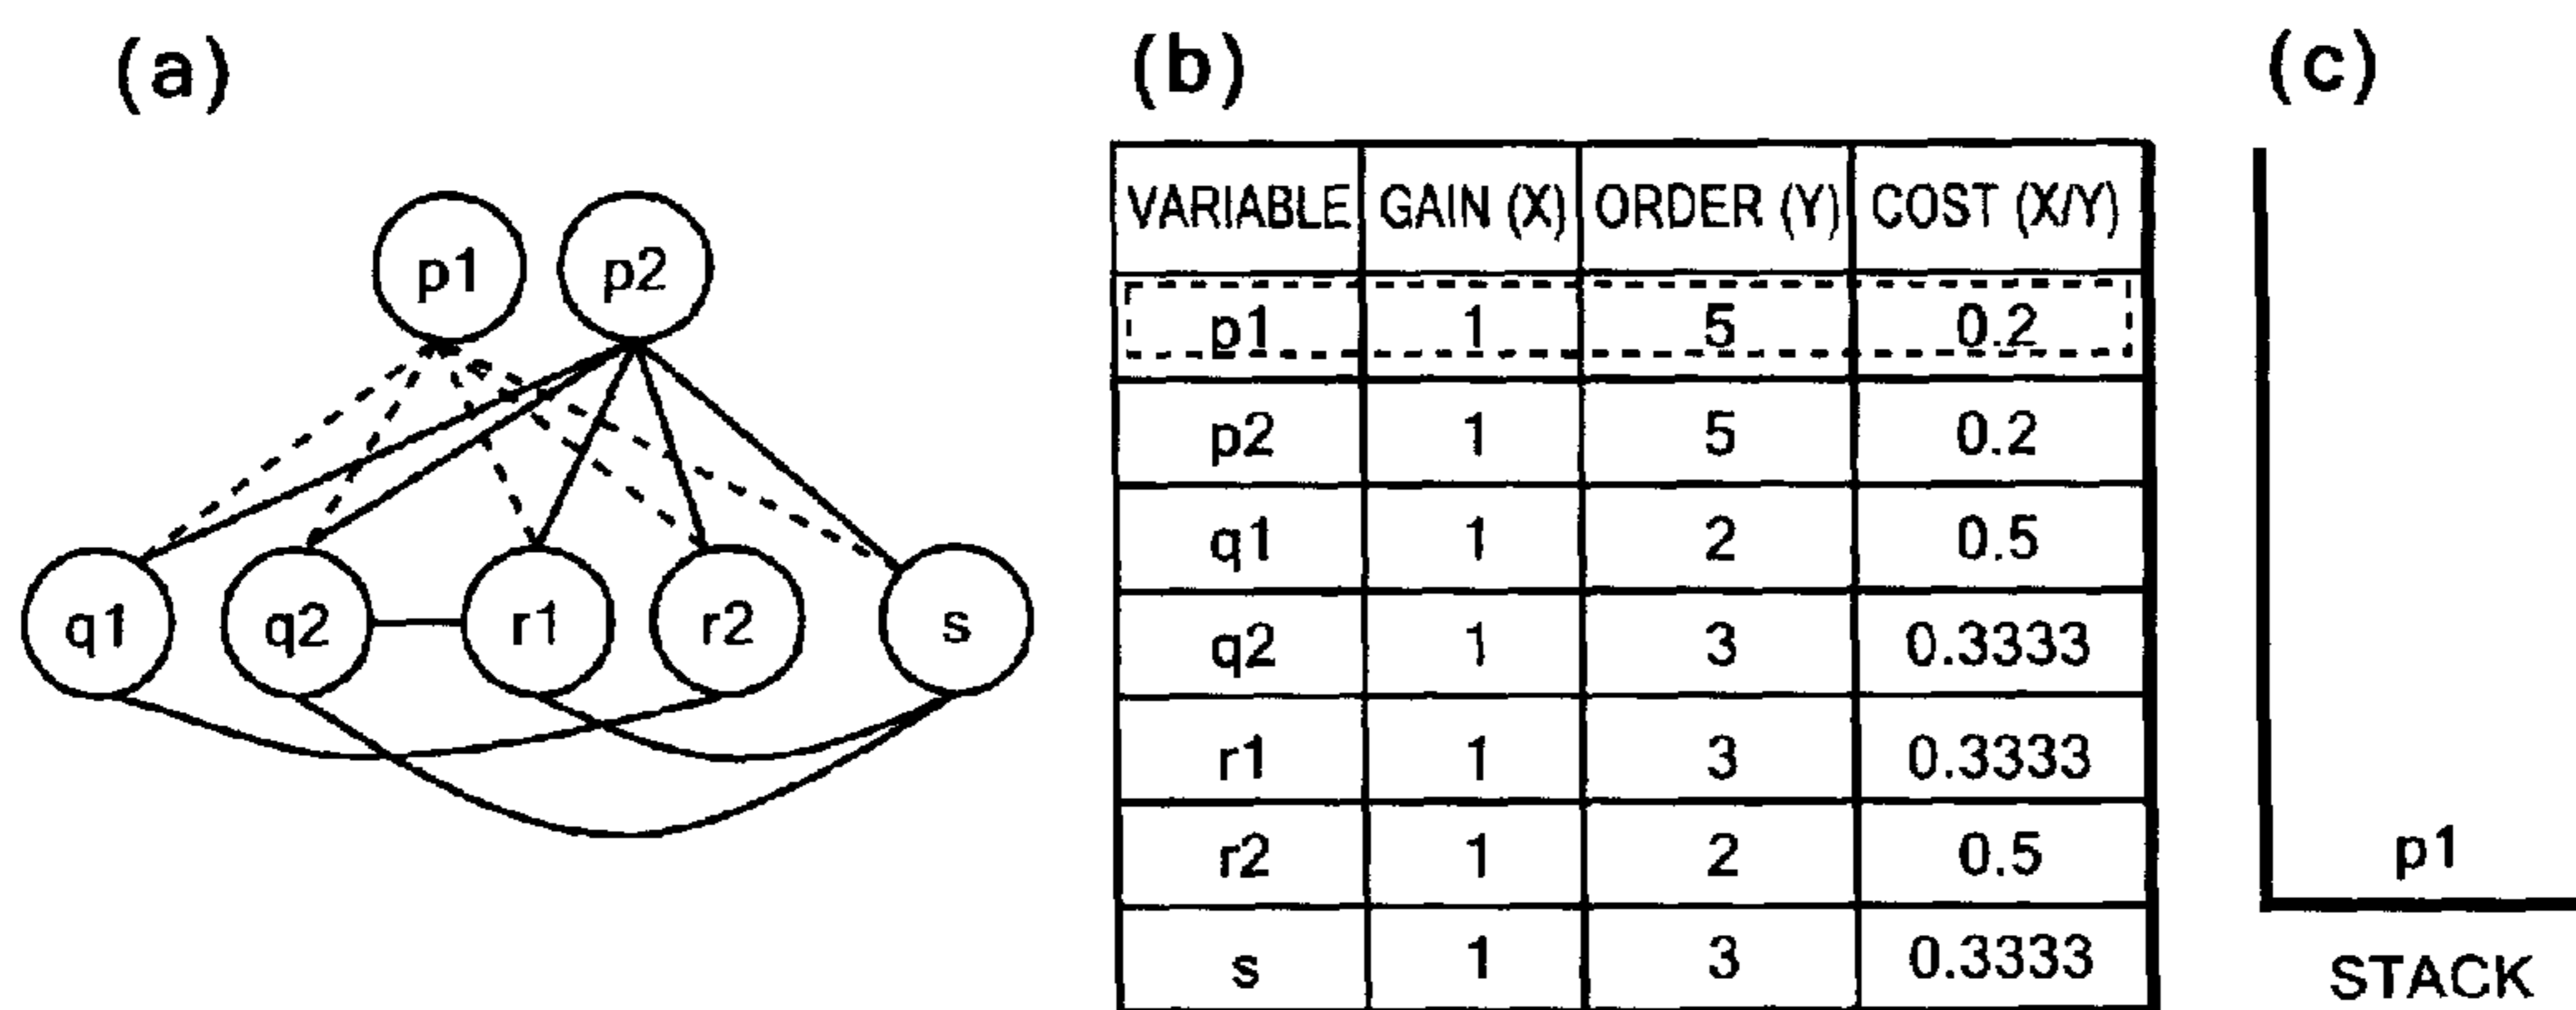 (a)
p1 p2
q1 q2 r1 r2 s
(b)
VARIABLE GAIN (X) ORDER (Y) COST (X/Y)
p1 1 5 0.2
p2 1 5 0.2
q1 1 2 0.5
q2 1 3 0.3333
r1 1 3 0.3333
r2 1 2 0.5
s 1 3 0.3333
(c)
p1
STACK